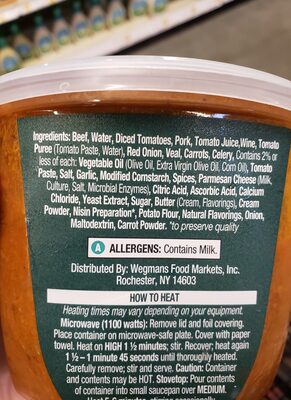 Ingredients: Beef, Water, Diced Tomatoes, Pork, Tomato Juice,Wine, Tomato
Puree (Tomato Paste, Water), Red Onion, Veal, Carrots, Celery, Contains 2%
or less of each: Vegetable Oil (Olive Oil, Extra Virgin Olive Oil, Corn Oil), Tomato
Paste, Salt, Garlic, Modified Cornstarch, Spices, Parmesan Cheese (Milk,
Culture, Salt, Microbial Enzymes), Citric Acid, Ascorbic Acid, Calcium
Chloride, Yeast Extract, Sugar, Butter (Cream, Flavorings), Cream
Powder, Nisin Preparation*, Potato Flour, Natural Flavorings, Onion,
Maltodextrin, Carrot Powder. *to preserve quality
A ALLERGENS: Contains Milk.
Distributed By: Wegmans Food Markets, Inc.
Rochester, NY 14603
HOW TO HEAT
Heating times may vary depending on your equipment.
Microwave (1100 watts): Remove lid and foil covering.
Place container on microwave-safe plate. Cover with paper
towel. Heat on HIGH 1 ½ minutes; stir. Recover, heat again
1 ½ – 1 minute 45 seconds until thoroughly heated.
Carefully remove; stir and serve. Caution: Container
and contents may be HOT. Stovetop: Pour contents
of container into small saucepan over MEDIUM.